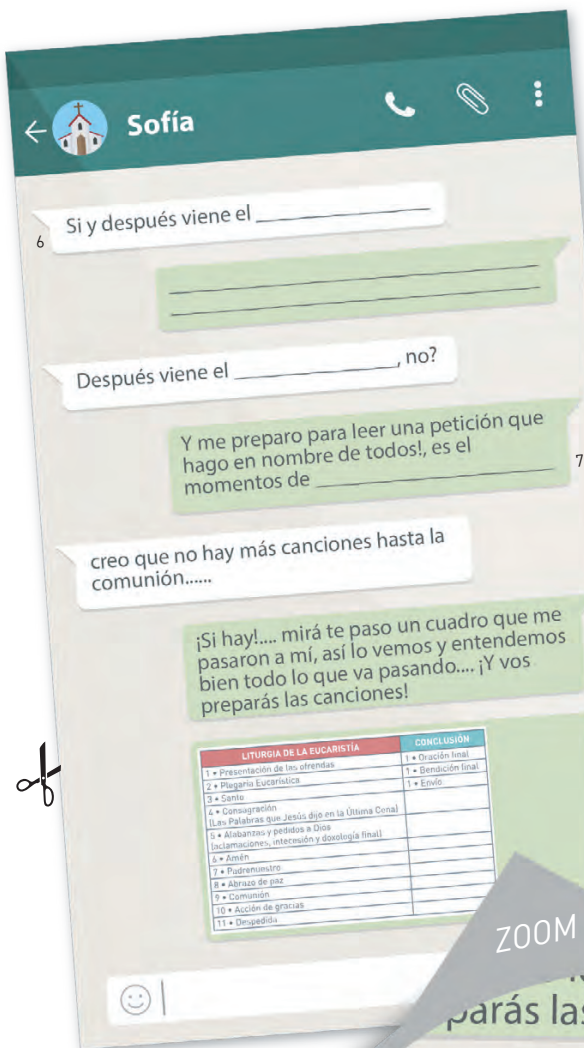 Sofía
Si y después viene el _______________
6
_______________
_______________
Después viene el _______________, no?
Y me preparo para leer una petición que
hago en nombre de todos!, es el
momentos de _______________
7
creo que no hay más canciones hasta la
comunión......
¡Si hay!.... mirá te paso un cuadro que me
pasaron a mí, así lo vemos y entendemos
bien todo lo que va pasando.... ¡Y vos
preparás las canciones!
LITURGIA DE LA EUCARISTÍA
CONCLUSIÓN
1 • Presentación de las ofrendas
1 • Oración final
2 • Plegaria Eucarística
1 • Bendición final
3 • Santo
1 • Envío
4 • Consagración
(Las Palabras que Jesús dijo en la Última Cena)
5 • Alabanzas y pedidos a Dios
(aclamaciones, intecesión y doxología final)
6 • Amén
7 • Padrenuestro
8 • Abrazo de paz
9 • Comunión
10 • Acción de gracias
11 • Despedida
ZOOM
parás las